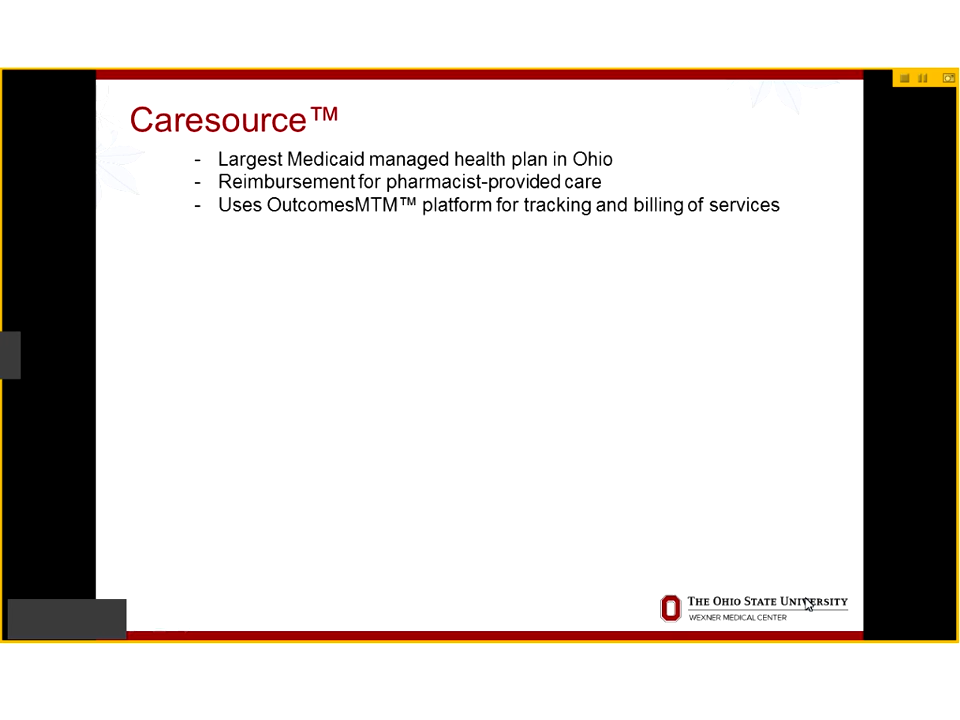 Caresource™
- Largest Medicaid managed health plan in Ohio
- Reimbursement for pharmacist-provided care
- Uses OutcomesMTM™ platform for tracking and billing of services
THE OHIO STATE UNIVERSITY
WEXNER MEDICAL CENTER